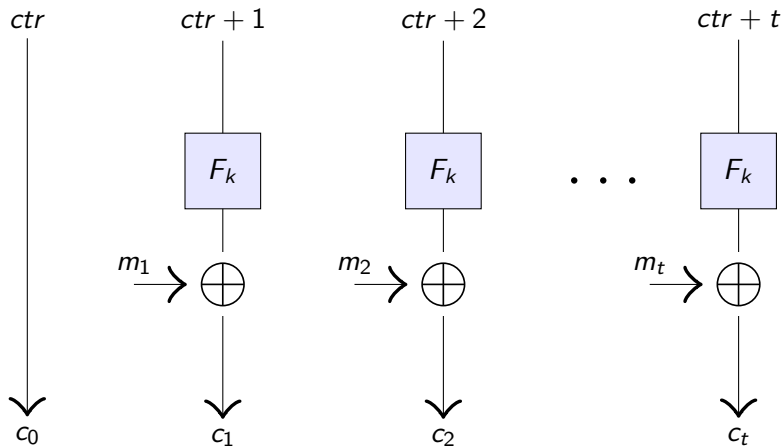 ctr ctr + 1 ctr + 2 ctr + t
F_k F_k . . . F_k
m_1 m_2 m_t
c_0 c_1 c_2 c_t